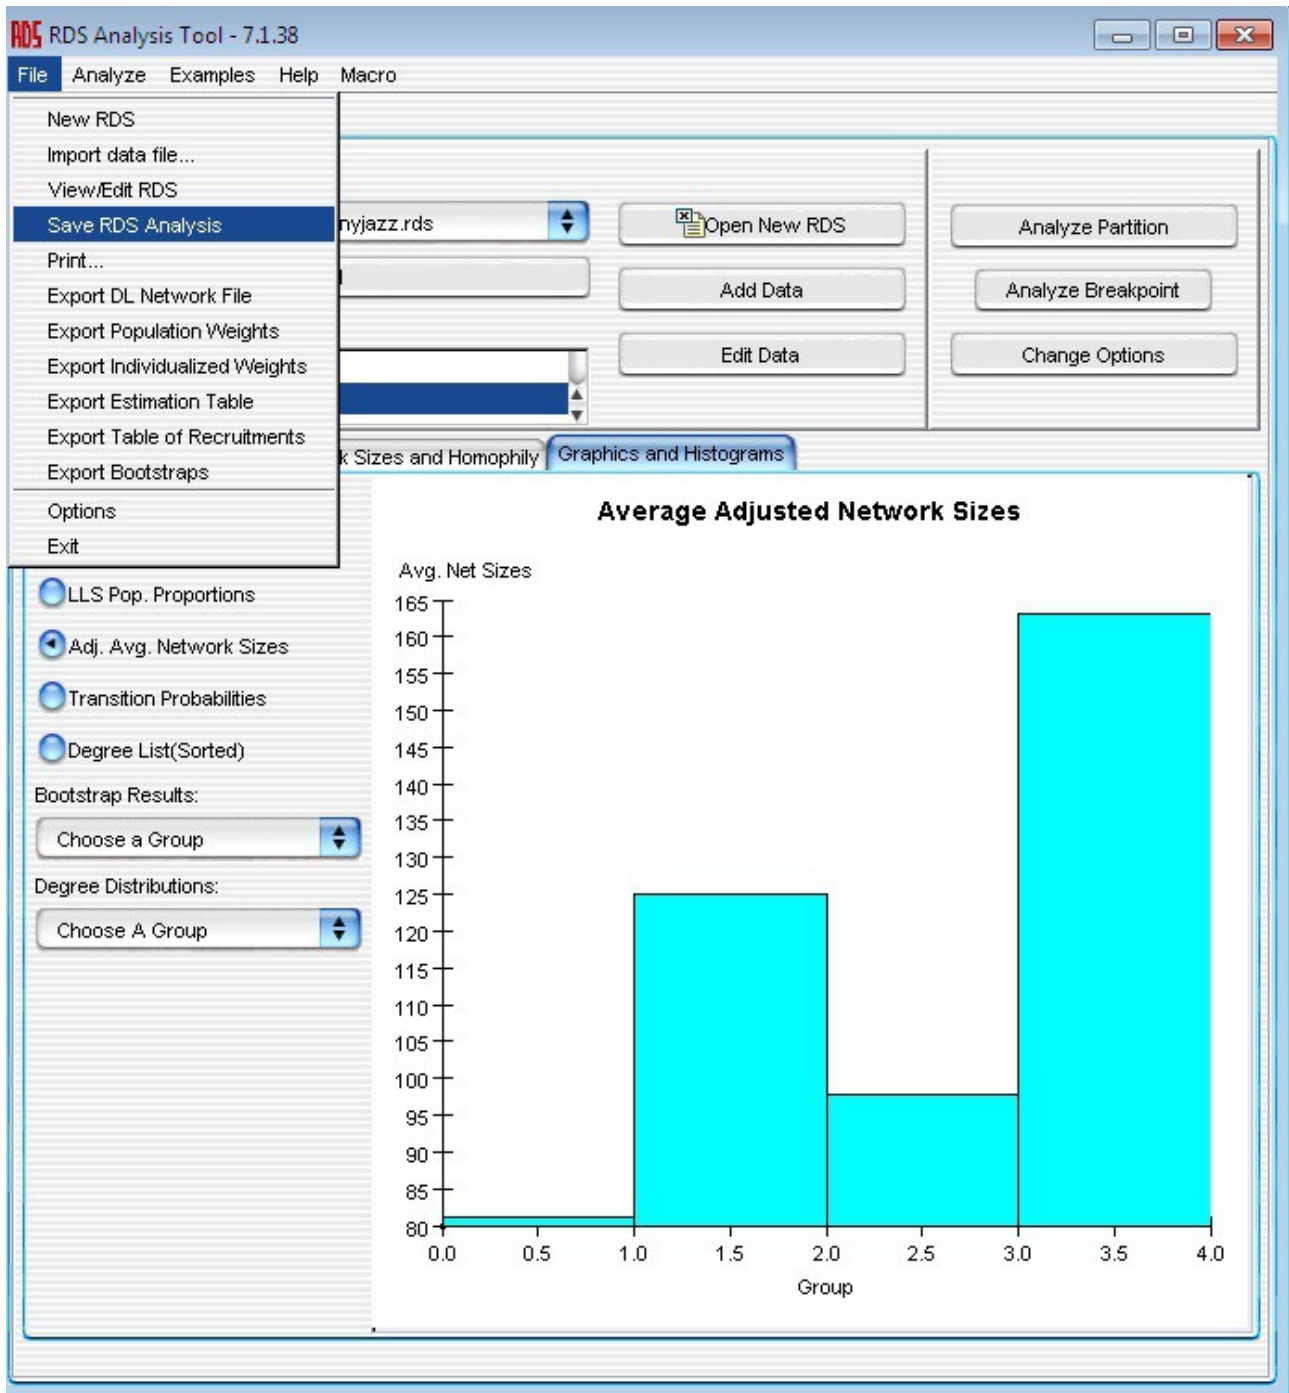 RDS RDS Analysis Tool - 7.1.38
File Analyze Examples Help Macro
New RDS
Import data file...
View/Edit RDS
Save RDS Analysis
Print...
Export DL Network File
Export Population Weights
Export Individualized Weights
Export Estimation Table
Export Table of Recruitments
Export Bootstraps
Options
Exit
nyjazz.rds
Open New RDS
Add Data
Edit Data
Analyze Partition
Analyze Breakpoint
Change Options
k Sizes and Homophily
Graphics and Histograms
LLS Pop. Proportions
Adj. Avg. Network Sizes
Transition Probabilities
Degree List(Sorted)
Bootstrap Results:
Choose a Group
Degree Distributions:
Choose A Group
Average Adjusted Network Sizes
Avg. Net Sizes
165
160
155
150
145
140
135
130
125
120
115
110
105
100
95
90
85
80
0.0 0.5 1.0 1.5 2.0 2.5 3.0 3.5 4.0
Group